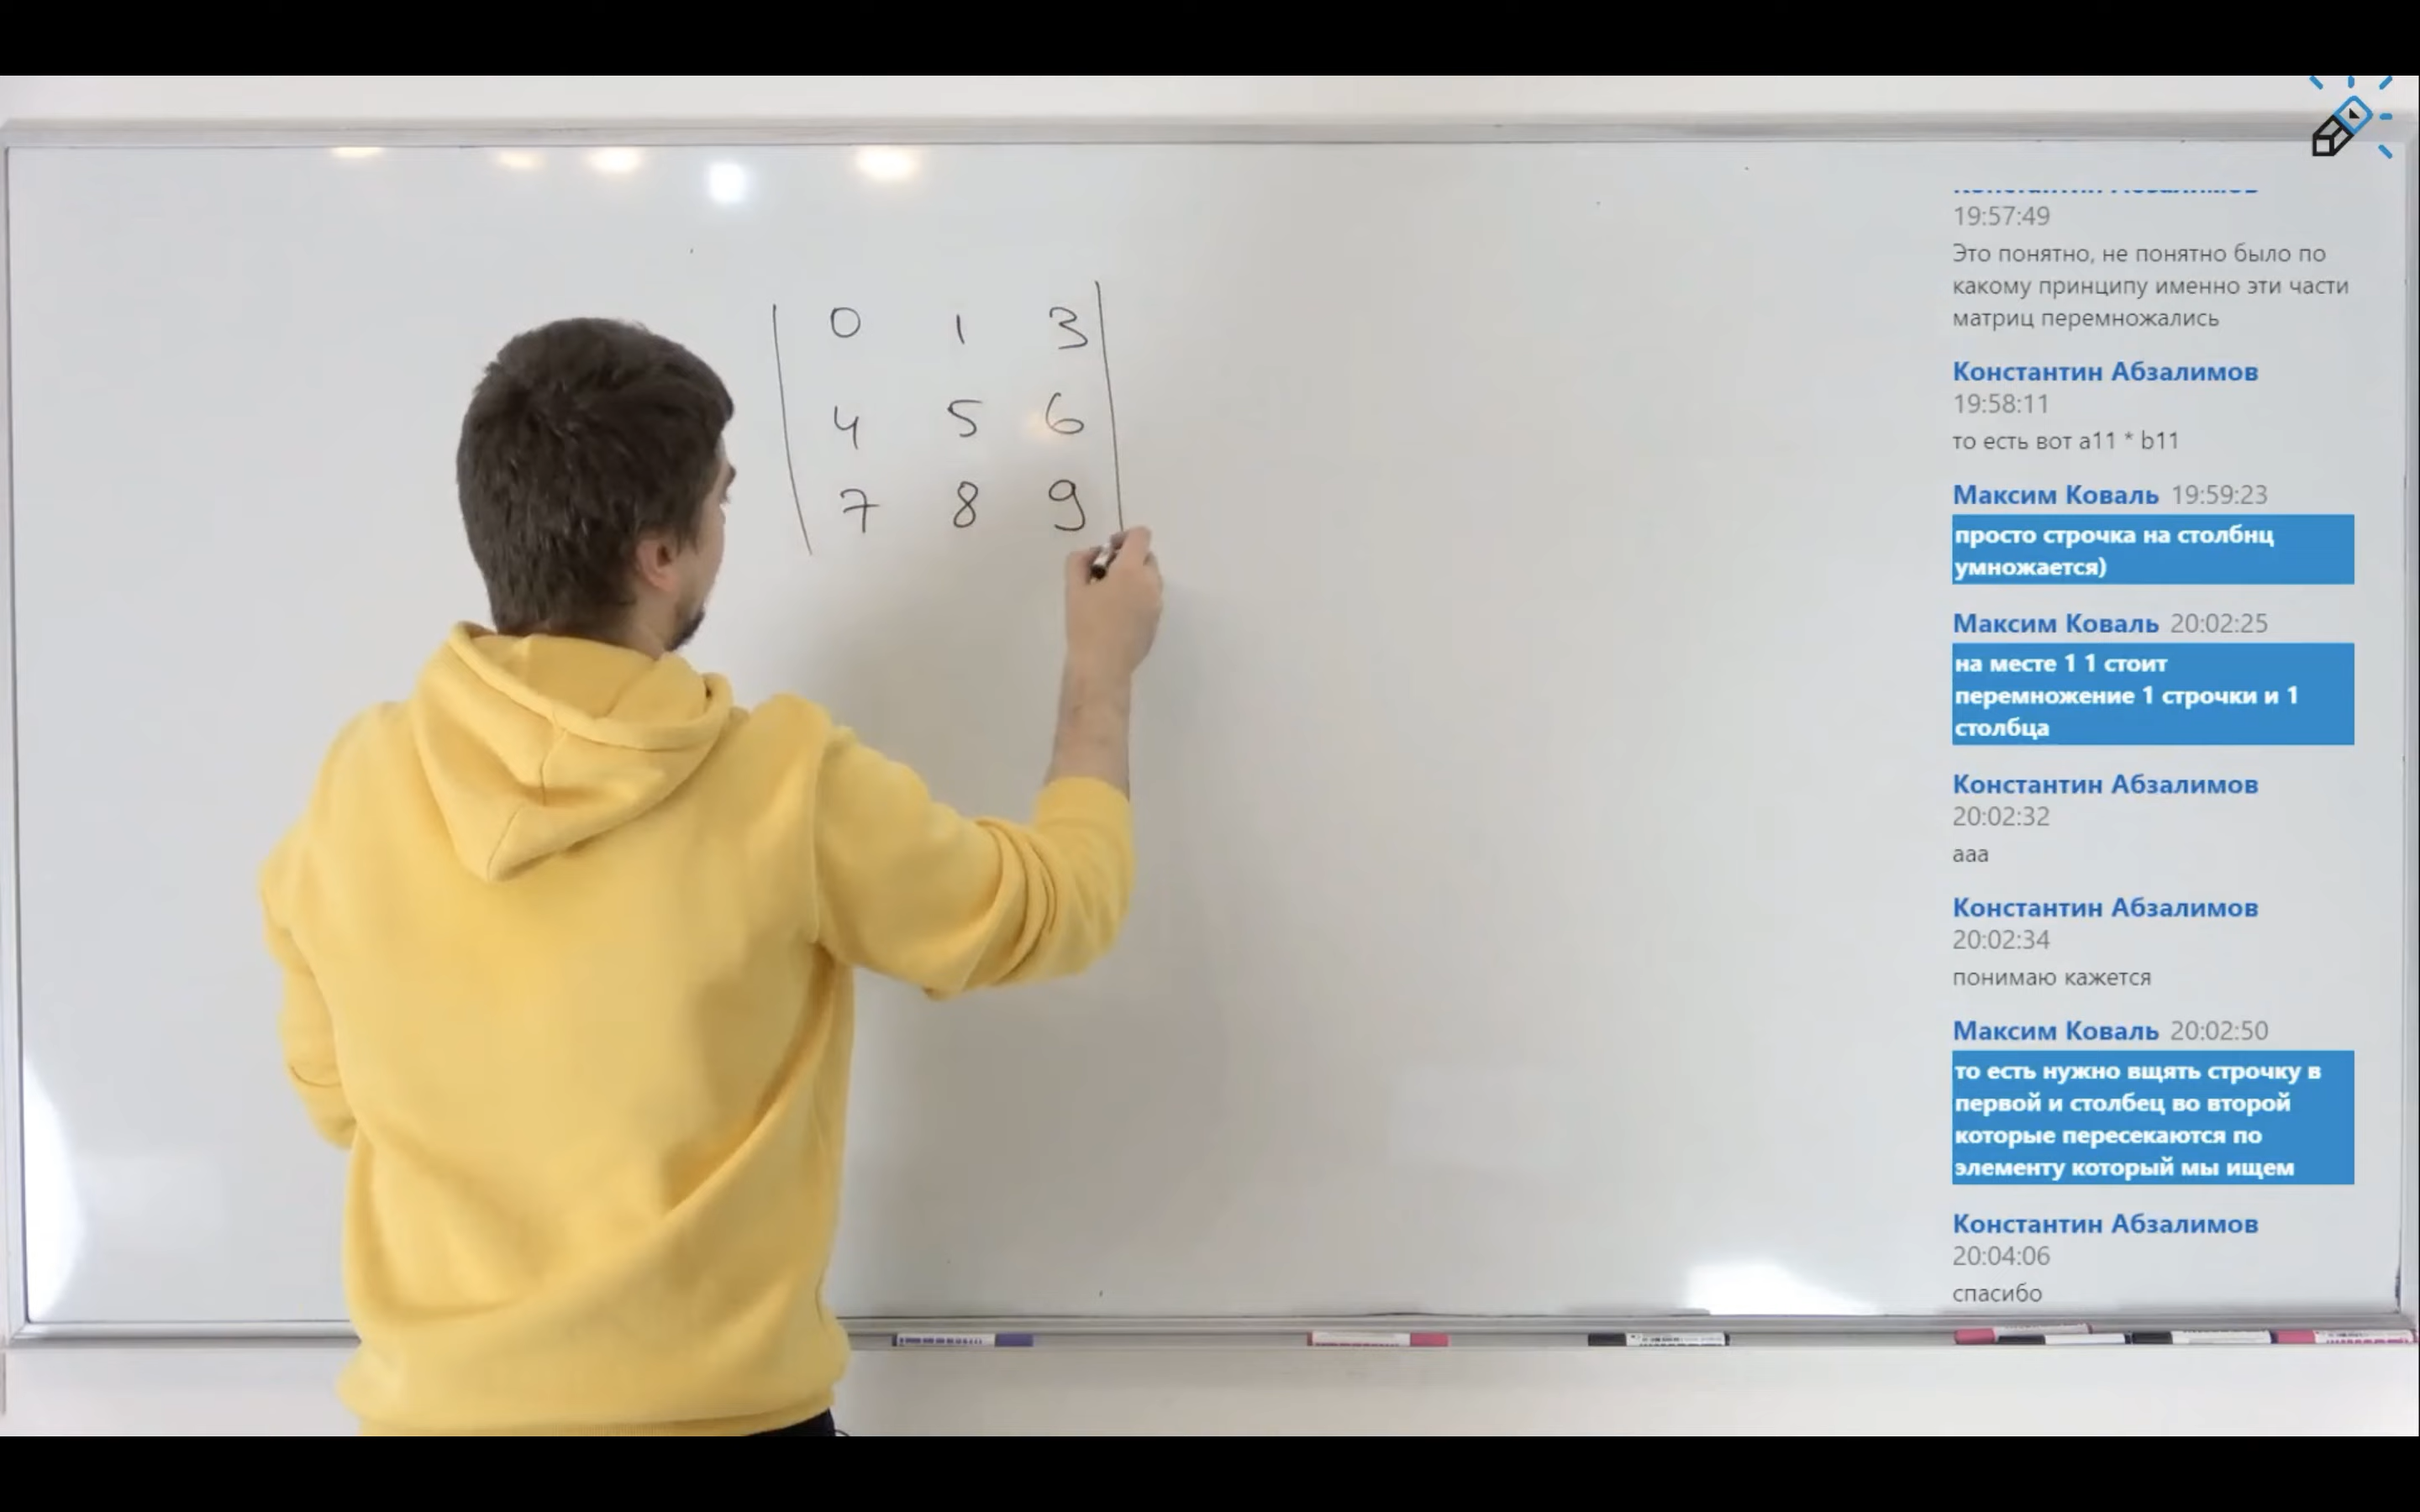 0 1 3
4 5 6
7 8 9
19:57:49
Это понятно, не понятно было по
какому принципу именно эти части
матриц перемножались
Константин Абзалимов
19:58:11
то есть вот a11 * b11
Максим Коваль 19:59:23
просто строчка на столбнц
умножается)
Максим Коваль 20:02:25
на месте 1 1 стоит
перемножение 1 строчки и 1
столбца
Константин Абзалимов
20:02:32
ааа
Константин Абзалимов
20:02:34
понимаю кажется
Максим Коваль 20:02:50
то есть нужно вщять строчку в
первой и столбец во второй
которые пересекаются по
элементу который мы ищем
Константин Абзалимов
20:04:06
спасибо